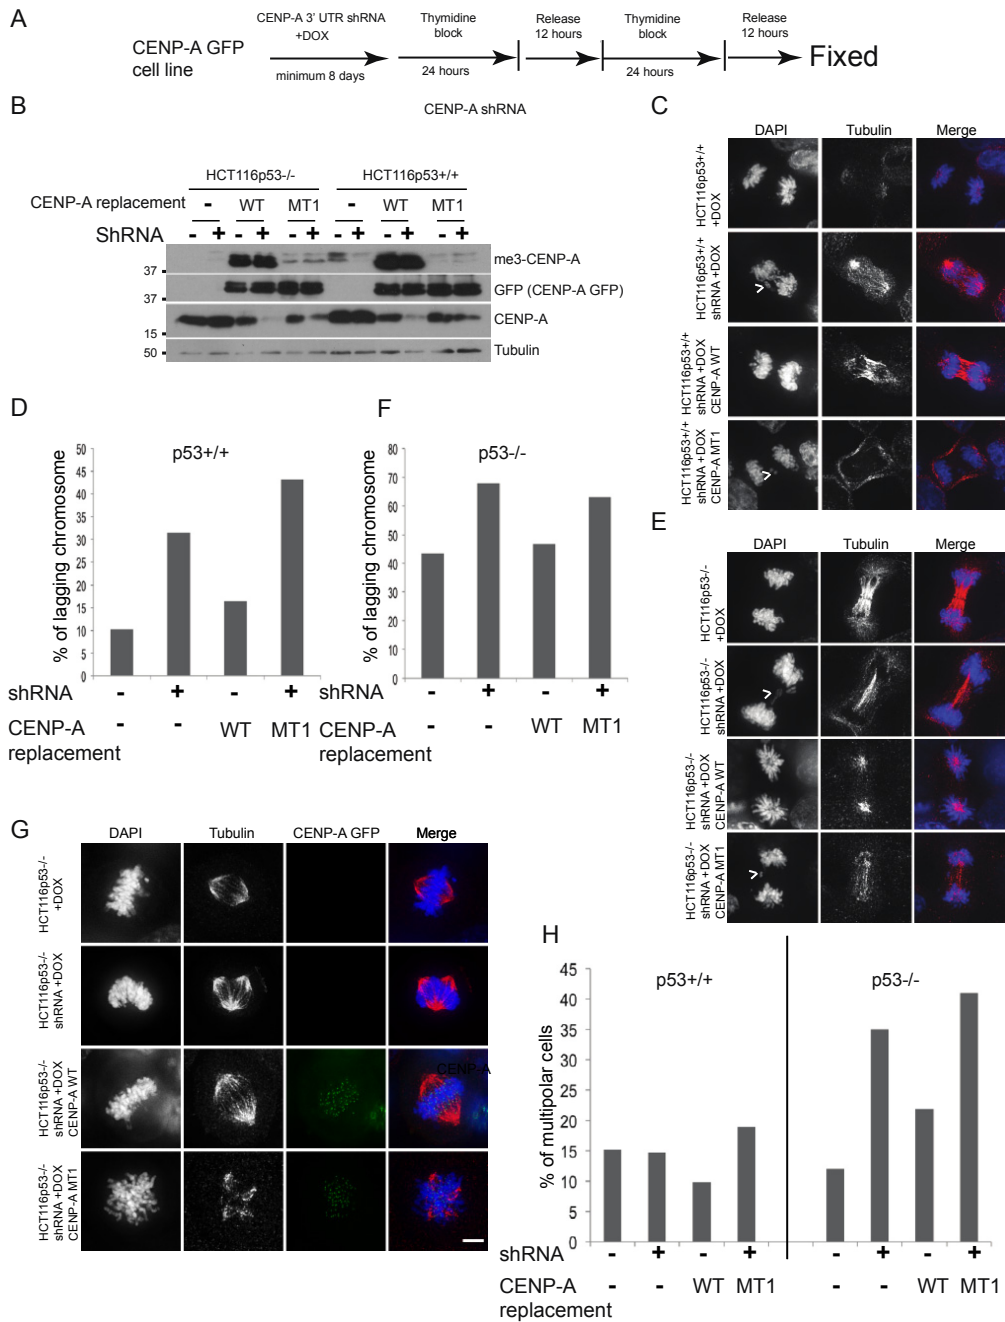 A
CENP-A GFP
cell line
CENP-A 3' UTR shRNA
+DOX
minimum 8 days
Thymidine
block
24 hours
Release
12 hours
Thymidine
block
24 hours
Release
12 hours
Fixed
B
CENP-A shRNA
HCT116p53-/- HCT116p53+/+
CENP-A replacement - WT MT1 - WT MT1
ShRNA - + - + - + - + - + - +
37 me3-CENP-A
37 GFP (CENP-A GFP)
15 CENP-A
50 Tubulin
C
DAPI Tubulin Merge
HCT116p53+/+
+DOX
HCT116p53+/+
shRNA +DOX
HCT116p53+/+
shRNA +DOX
CENP-A WT
HCT116p53+/+
shRNA +DOX
CENP-A MT1
D
p53+/+
% of lagging chromosome
50
45
40
35
30
25
20
15
10
5
0
shRNA - + - +
CENP-A
replacement
- - WT MT1
F
p53-/-
% of lagging chromosome
80
70
60
50
40
30
20
10
0
- + - +
- - WT MT1
E
DAPI Tubulin Merge
HCT116p53-/-
+DOX
HCT116p53-/-
shRNA +DOX
HCT116p53-/-
shRNA +DOX
CENP-A WT
HCT116p53-/-
shRNA +DOX
CENP-A MT1
G
DAPI Tubulin CENP-A GFP Merge
HCT116p53-/-
+DOX
HCT116p53-/-
shRNA +DOX
HCT116p53-/-
shRNA +DOX
CENP-A WT
CENP-A
HCT116p53-/-
shRNA +DOX
CENP-A MT1
H
p53+/+ p53-/-
% of multipolar cells
45
40
35
30
25
20
15
10
5
0
shRNA - + - + - + - +
CENP-A
replacement
- - WT MT1 - - WT MT1